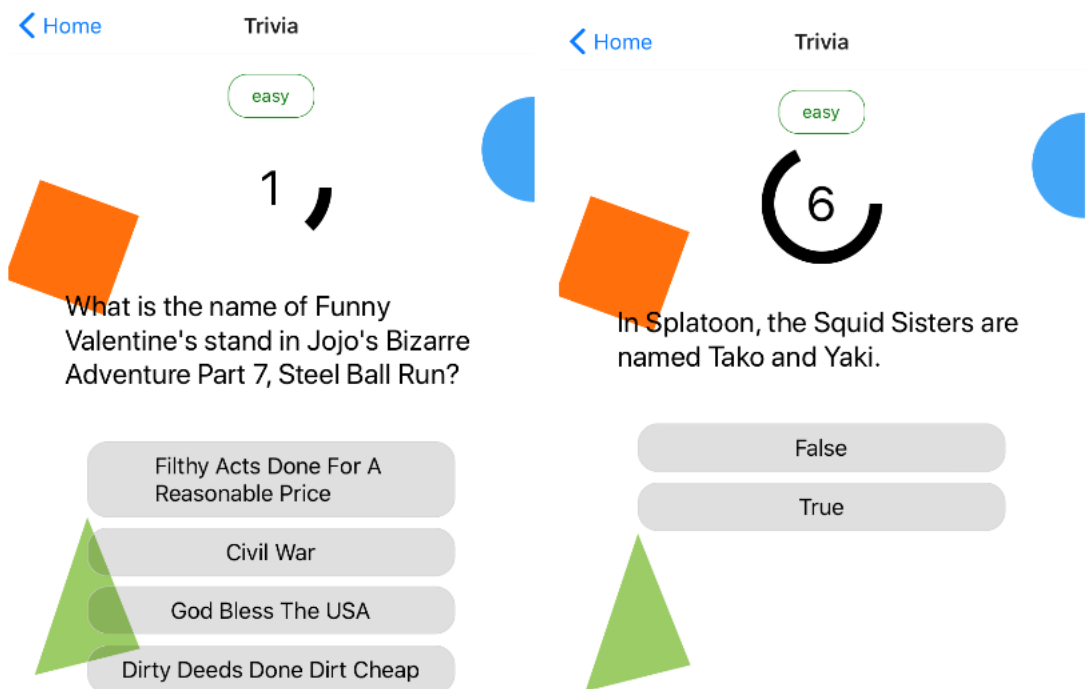 Home
Trivia
easy
1
What is the name of Funny
Valentine's stand in Jojo's Bizarre
Adventure Part 7, Steel Ball Run?
Filthy Acts Done For A
Reasonable Price
Civil War
God Bless The USA
Dirty Deeds Done Dirt Cheap
Home
Trivia
easy
6
In Splatoon, the Squid Sisters are
named Tako and Yaki.
False
True